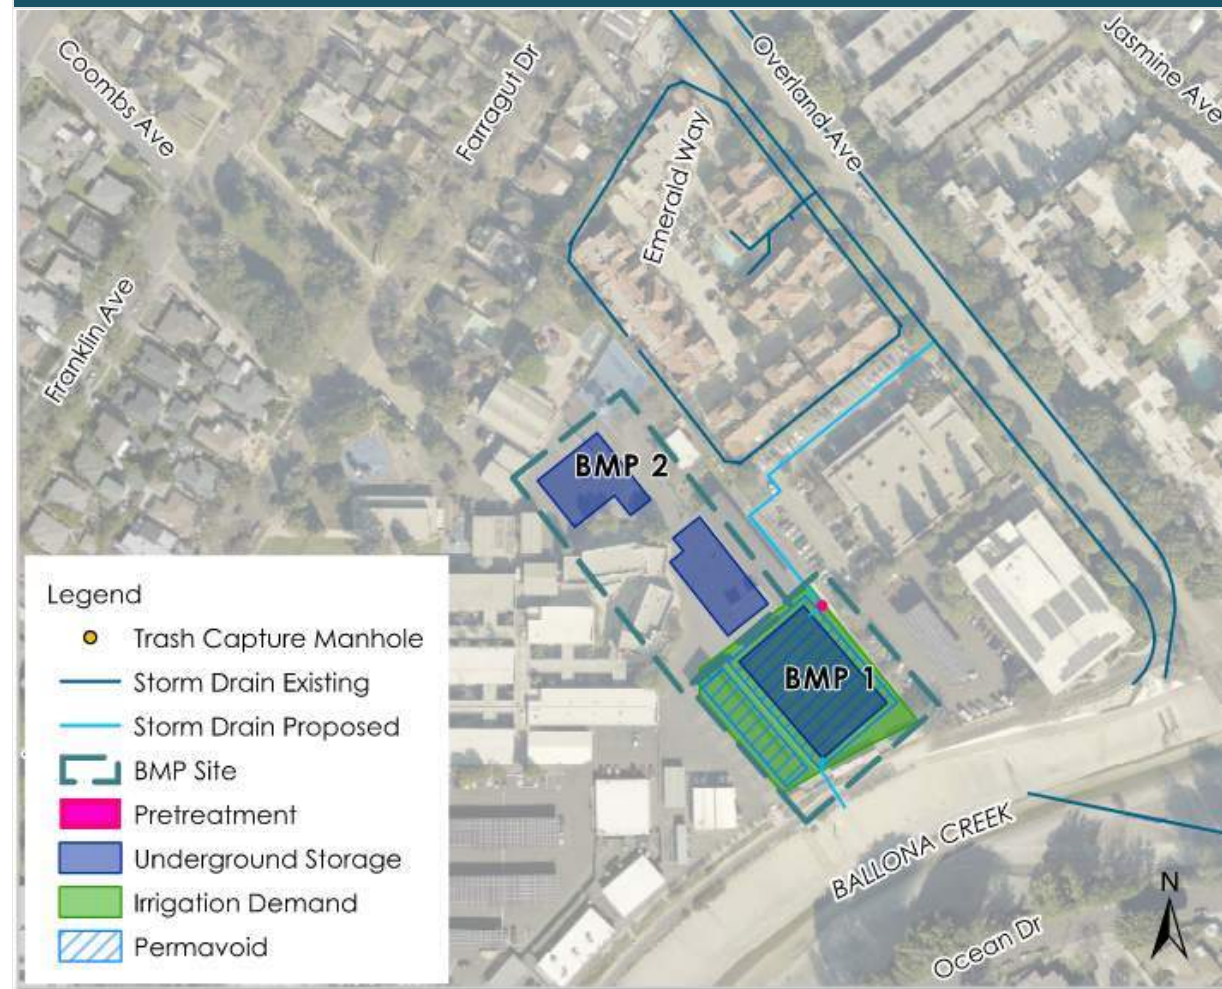 Coombs Ave
Farragut Dr
Overland Ave
Jasmine Ave
Emerald Way
Franklin Ave
BMP 2
BMP 1
BALLONA CREEK
Ocean Dr
N
Legend
Trash Capture Manhole
Storm Drain Existing
Storm Drain Proposed
BMP Site
Pretreatment
Underground Storage
Irrigation Demand
Permavoid